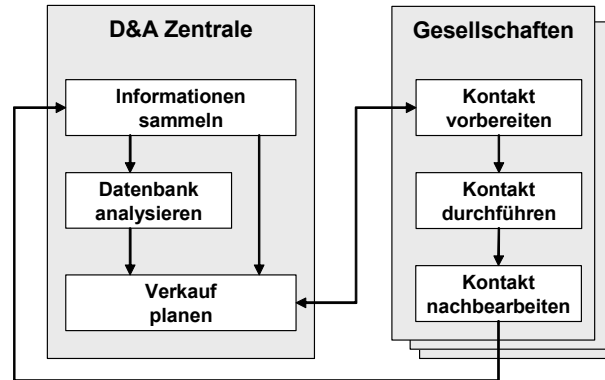 D&A Zentrale
Informationen
sammeln
Datenbank
analysieren
Verkauf
planen
Gesellschaften
Kontakt
vorbereiten
Kontakt
durchführen
Kontakt
nachbearbeiten